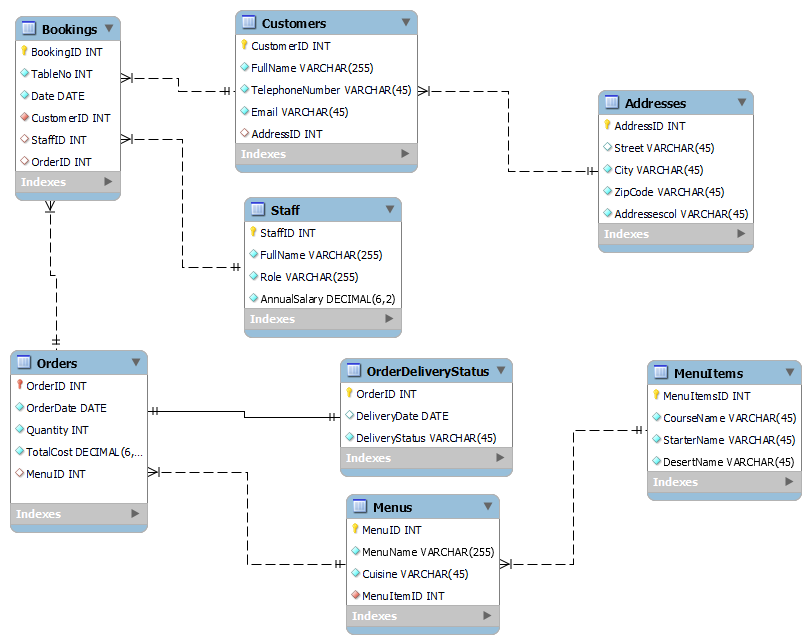 Bookings
BookingID INT
TableNo INT
Date DATE
CustomerID INT
StaffID INT
OrderID INT
Indexes
Customers
CustomerID INT
FullName VARCHAR(255)
TelephoneNumber VARCHAR(45)
Email VARCHAR(45)
AddressID INT
Indexes
Addresses
AddressID INT
Street VARCHAR(45)
City VARCHAR(45)
ZipCode VARCHAR(45)
Addressescol VARCHAR(45)
Indexes
Staff
StaffID INT
FullName VARCHAR(255)
Role VARCHAR(255)
AnnualSalary DECIMAL(6,2)
Indexes
Orders
OrderID INT
OrderDate DATE
Quantity INT
TotalCost DECIMAL(6,...
MenuID INT
Indexes
OrderDeliveryStatus
OrderID INT
DeliveryDate DATE
DeliveryStatus VARCHAR(45)
Indexes
MenuItems
MenuItemsID INT
CourseName VARCHAR(45)
StarterName VARCHAR(45)
DesertName VARCHAR(45)
Indexes
Menus
MenuID INT
MenuName VARCHAR(255)
Cuisine VARCHAR(45)
MenuItemID INT
Indexes